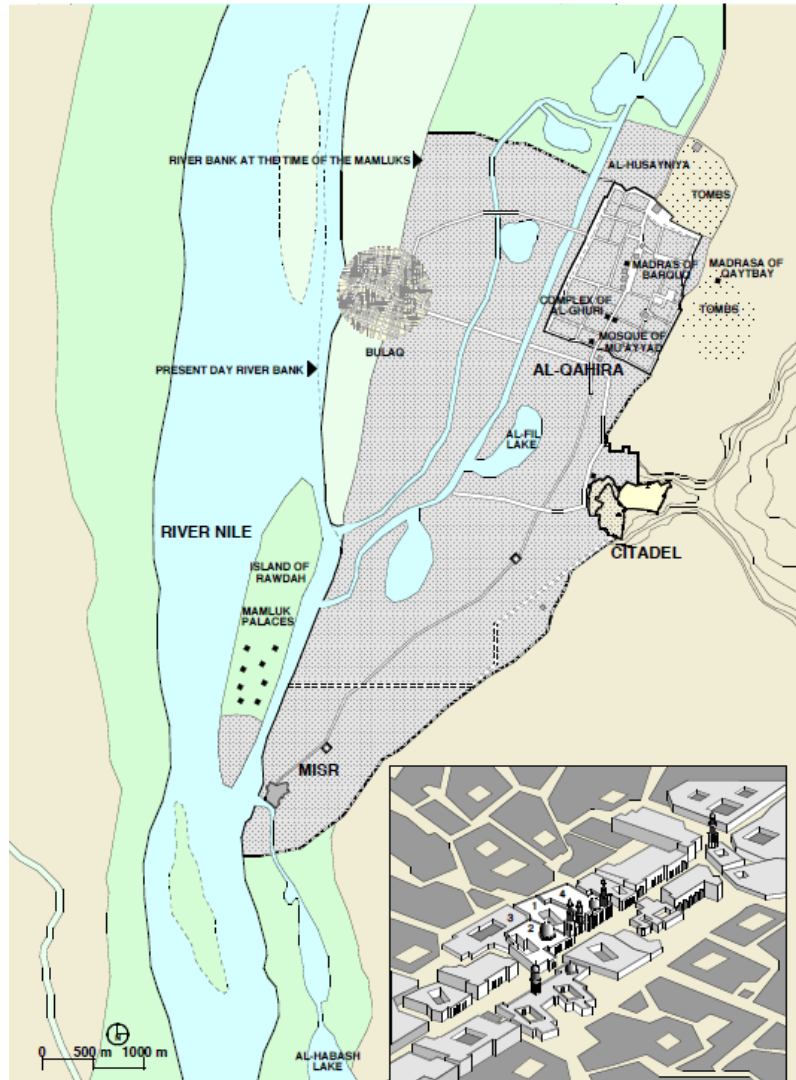 RIVER BANK AT THE TIME OF THE MAMLUKS
AL-HUSAYNIYA
TOMBS
MADRAS OF
BARQUQ
MADRASA OF
QAYTBAY
COMPLEX OF
AL-GHURI
TOMBS
MOSQUE OF
MU'AYYAD
BULAQ
PRESENT DAY RIVER BANK
AL-QAHIRA
AL-FIL
LAKE
RIVER NILE
CITADEL
ISLAND OF
RAWDAH
MAMLUK
PALACES
MISR
4
1
3
2
N
0 500 m 1000 m
AL-HABASH
LAKE